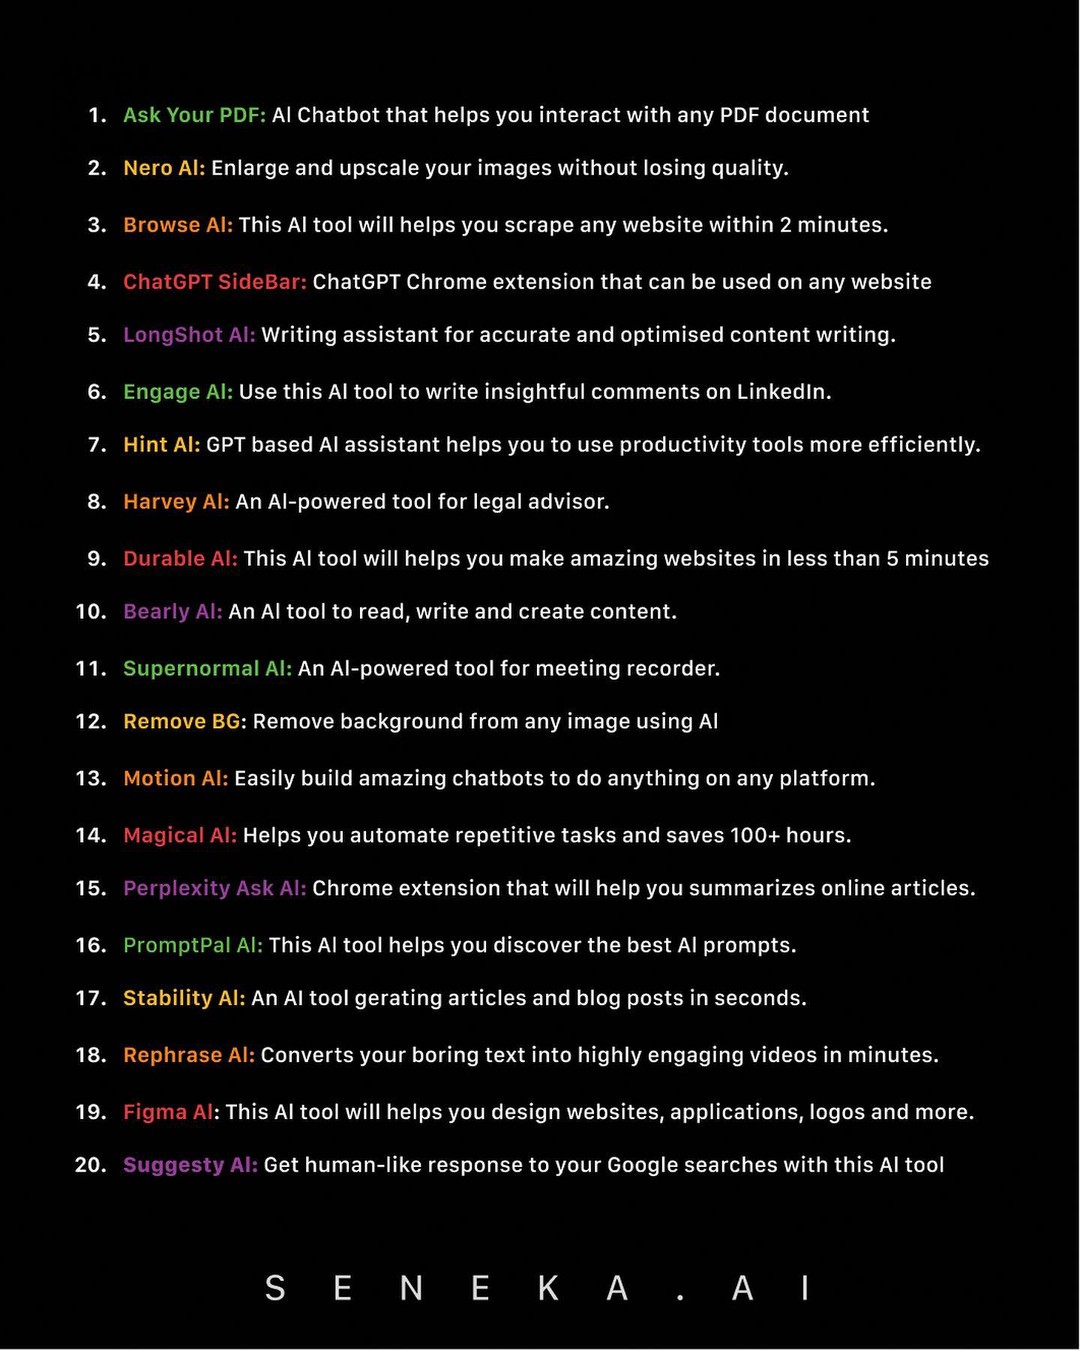 1. Ask Your PDF: AI Chatbot that helps you interact with any PDF document
2. Nero AI: Enlarge and upscale your images without losing quality.
3. Browse AI: This AI tool will helps you scrape any website within 2 minutes.
4. ChatGPT SideBar: ChatGPT Chrome extension that can be used on any website
5. LongShot AI: Writing assistant for accurate and optimised content writing.
6. Engage AI: Use this AI tool to write insightful comments on LinkedIn.
7. Hint AI: GPT based AI assistant helps you to use productivity tools more efficiently.
8. Harvey AI: An AI-powered tool for legal advisor.
9. Durable AI: This AI tool will helps you make amazing websites in less than 5 minutes
10. Bearly AI: An AI tool to read, write and create content.
11. Supernormal AI: An AI-powered tool for meeting recorder.
12. Remove BG: Remove background from any image using AI
13. Motion AI: Easily build amazing chatbots to do anything on any platform.
14. Magical AI: Helps you automate repetitive tasks and saves 100+ hours.
15. Perplexity Ask AI: Chrome extension that will help you summarizes online articles.
16. PromptPal AI: This AI tool helps you discover the best AI prompts.
17. Stability AI: An AI tool gerating articles and blog posts in seconds.
18. Rephrase AI: Converts your boring text into highly engaging videos in minutes.
19. Figma AI: This AI tool will helps you design websites, applications, logos and more.
20. Suggesty AI: Get human-like response to your Google searches with this AI tool
SENEKA.AI